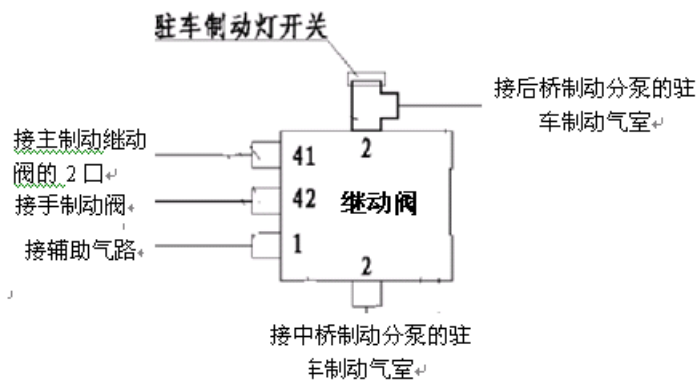 驻车制动灯开关
接后桥制动分泵的驻
车制动气室
接主制动继动
阀的 2 口
接手制动阀
接辅助气路
41
42
1
2
继动阀
2
接中桥制动分泵的驻
车制动气室